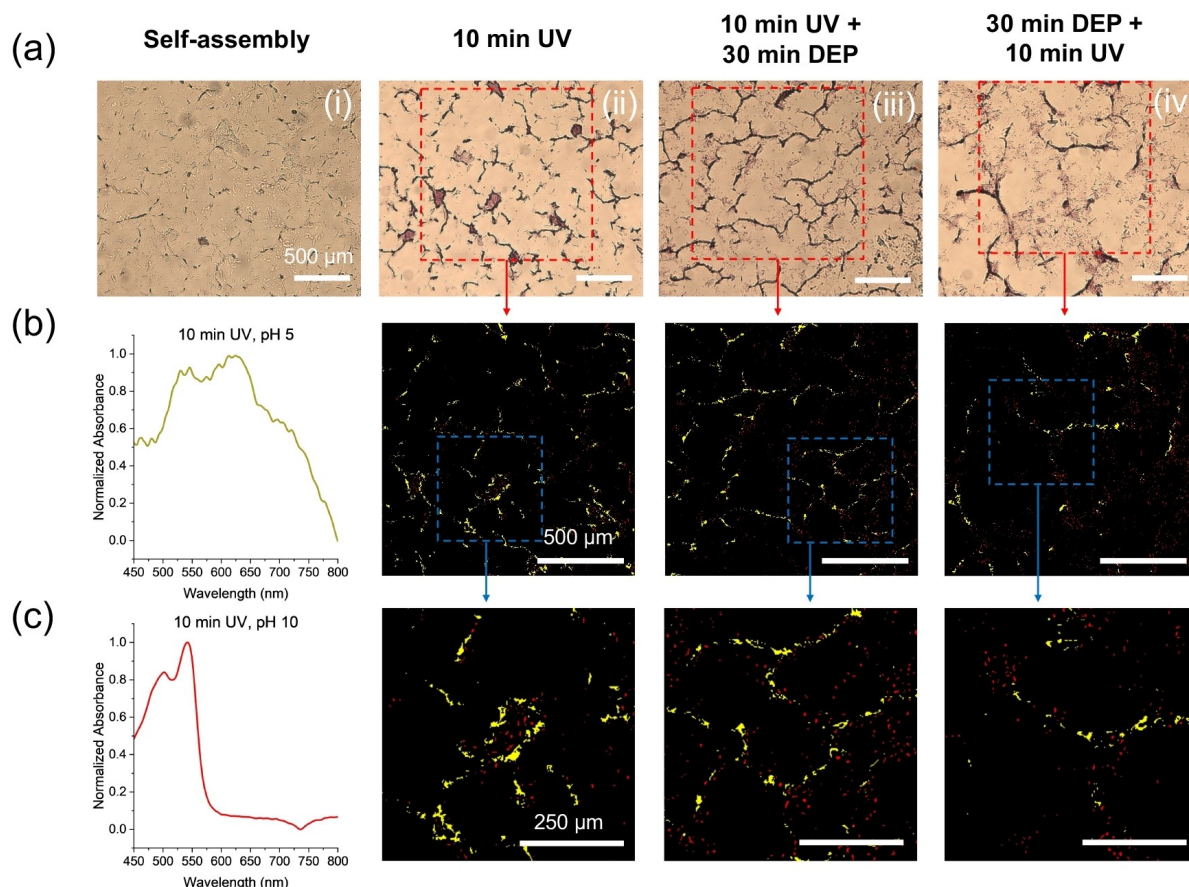 (a)
Self-assembly
10 min UV
10 min UV +
30 min DEP
30 min DEP +
10 min UV
(i)
(ii)
(iii)
(iv
500 µm
(b)
10 min UV, pH 5
Normalized Absorbance
1.0
0.8
0.6
0.4
0.2
0.0
450 500 550 600 650 700 750 800
Wavelength (nm)
500 µm
(c)
10 min UV, pH 10
Normalized Absorbance
1.0
0.8
0.6
0.4
0.2
0.0
450 500 550 600 650 700 750 800
Wavelength (nm)
250 µm